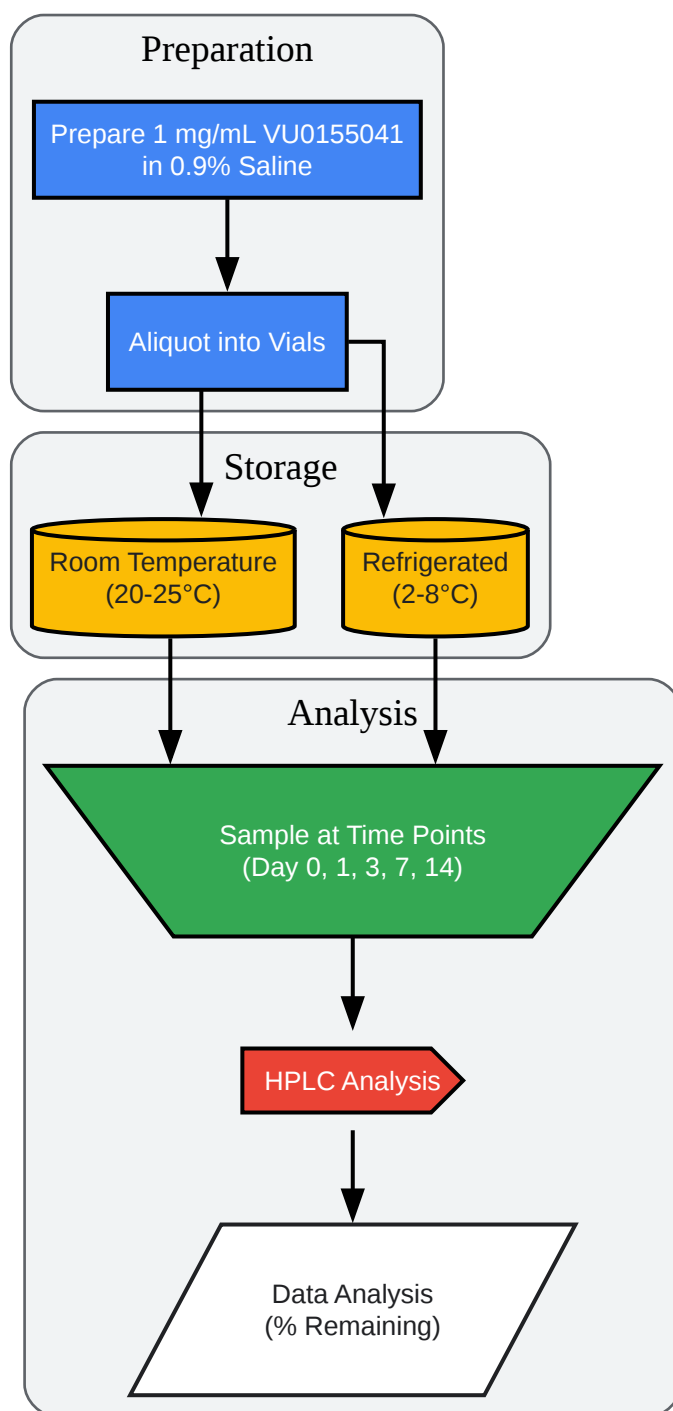 Preparation
Prepare 1 mg/mL VU0155041
in 0.9% Saline
Aliquot into Vials
Storage
Room Temperature
(20-25°C)
Refrigerated
(2-8°C)
Analysis
Sample at Time Points
(Day 0, 1, 3, 7, 14)
HPLC Analysis
Data Analysis
(% Remaining)